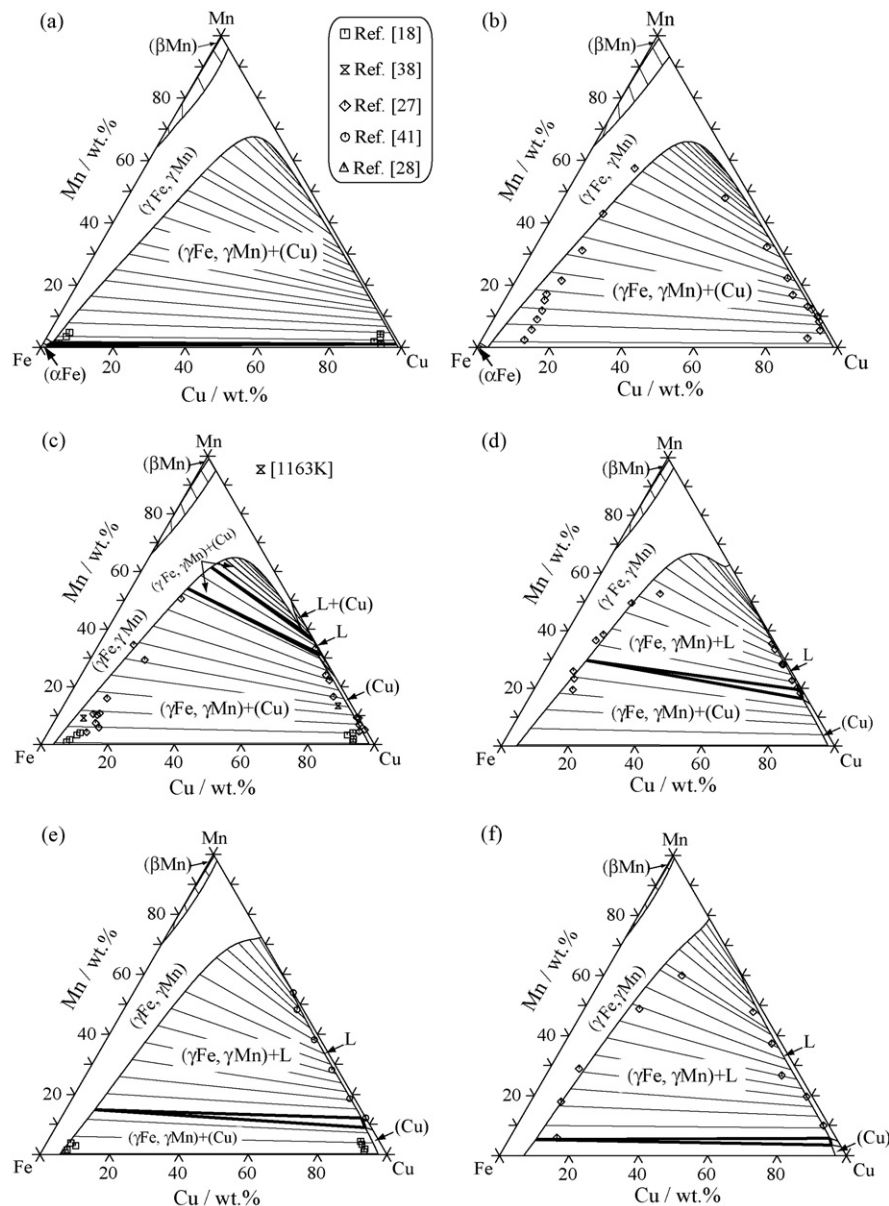 (a)
Mn
(βMn)
80
60
40
20
Mn / wt.%
(γFe, γMn)
(γFe, γMn)+(Cu)
Fe
(αFe)
20
40
60
80
Cu
Cu / wt.%
Ref. [18]
Ref. [38]
Ref. [27]
Ref. [41]
Ref. [28]
(b)
Mn
(βMn)
80
60
40
20
Mn / wt.%
(γFe, γMn)
(γFe, γMn)+(Cu)
Fe
(αFe)
20
40
60
80
Cu
Cu / wt.%
(c)
Mn
(βMn)
[1163K]
80
60
40
20
Mn / wt.%
(γFe, γMn)+(Cu)
L+(Cu)
L
(γFe, γMn)
(Cu)
(γFe, γMn)+(Cu)
Fe
20
40
60
80
Cu
Cu / wt.%
(d)
Mn
(βMn)
80
60
40
20
Mn / wt.%
(γFe, γMn)
(γFe, γMn)+L
L
(γFe, γMn)+(Cu)
(Cu)
Fe
20
40
60
80
Cu
Cu / wt.%
(e)
Mn
(βMn)
80
60
40
20
Mn / wt.%
(γFe, γMn)
(γFe, γMn)+L
L
(Cu)
(γFe, γMn)+(Cu)
Fe
20
40
60
80
Cu
Cu / wt.%
(f)
Mn
(βMn)
80
60
40
20
Mn / wt.%
(γFe, γMn)
(γFe, γMn)+L
L
(Cu)
Fe
20
40
60
80
Cu
Cu / wt.%